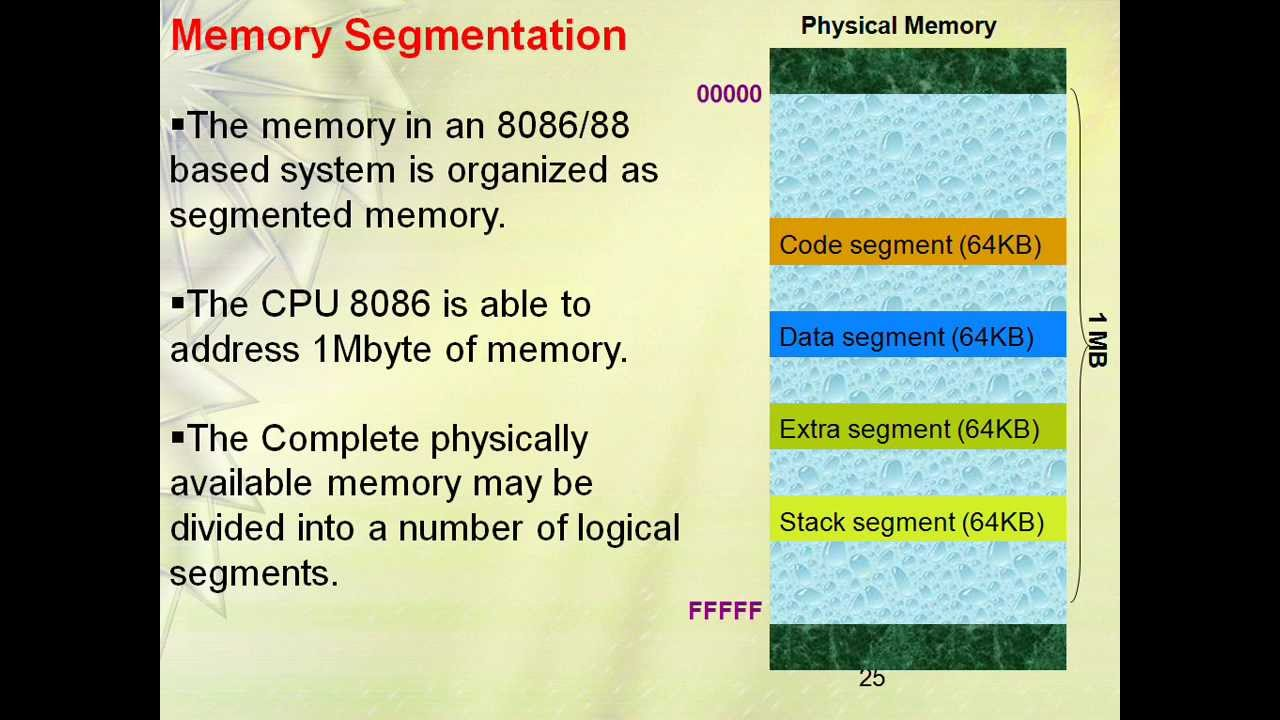 Memory Segmentation
▪The memory in an 8086/88
based system is organized as
segmented memory.
▪The CPU 8086 is able to
address 1Mbyte of memory.
▪The Complete physically
available memory may be
divided into a number of logical
segments.
Physical Memory
00000
Code segment (64KB)
Data segment (64KB)
Extra segment (64KB)
Stack segment (64KB)
FFFFF
1 MB
25